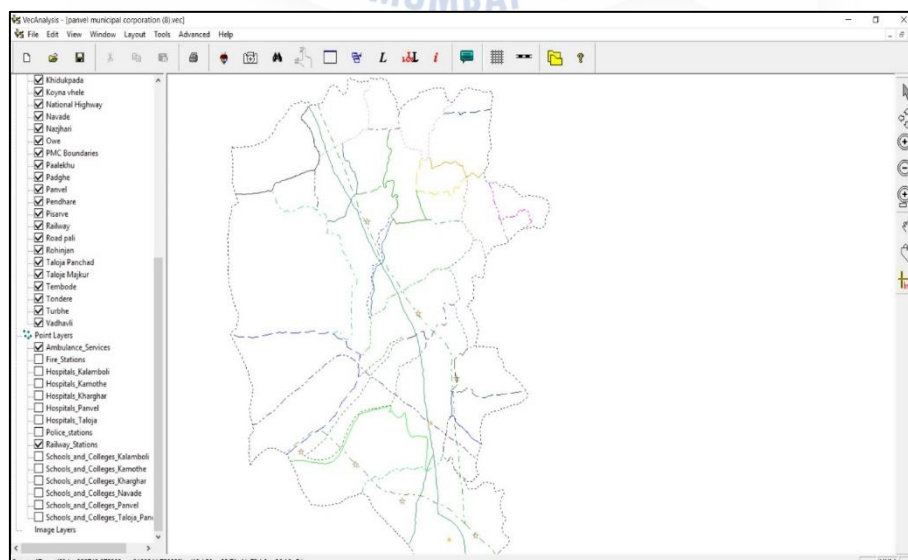 MUMBAI
VecAnalysis - [panvel municipal corporation (8).vec]
File Edit View Window Layout Tools Advanced Help
Khidukpada
Koyna vhele
National Highway
Navade
Nazjhari
Owe
PMC Boundaries
Paalekhu
Padghe
Panvel
Pendhare
Pisarve
Railway
Road pali
Rohinjan
Taloja Panchad
Taloje Majkur
Tembode
Tondere
Turbhe
Vadhavli
Point Layers
Ambulance_Services
Fire_Stations
Hospitals_Kalamboli
Hospitals_Kamothe
Hospitals_Kharghar
Hospitals_Panvel
Hospitals_Taloja
Police_stations
Railway_Stations
Schools_and_Colleges_Kalamboli
Schools_and_Colleges_Kamothe
Schools_and_Colleges_Kharghar
Schools_and_Colleges_Navade
Schools_and_Colleges_Panvel
Schools_and_Colleges_Taloja_Pan
Image Layers